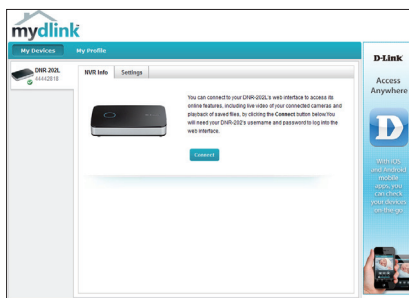 mydlink
My Devices My Profile
D-Link
DNR-202L
44442818
NVR Info Settings
Access
Anywhere
You can connect to your DNR-202L's web interface to access its
online features, including live video of your connected cameras and
playback of saved files, by clicking the Connect button below.You
will need your DNR-202's username and password to log into the
web interface.
Connect
D
With iOS
and Android
mobile
apps, you
can check
your devices
on the go.